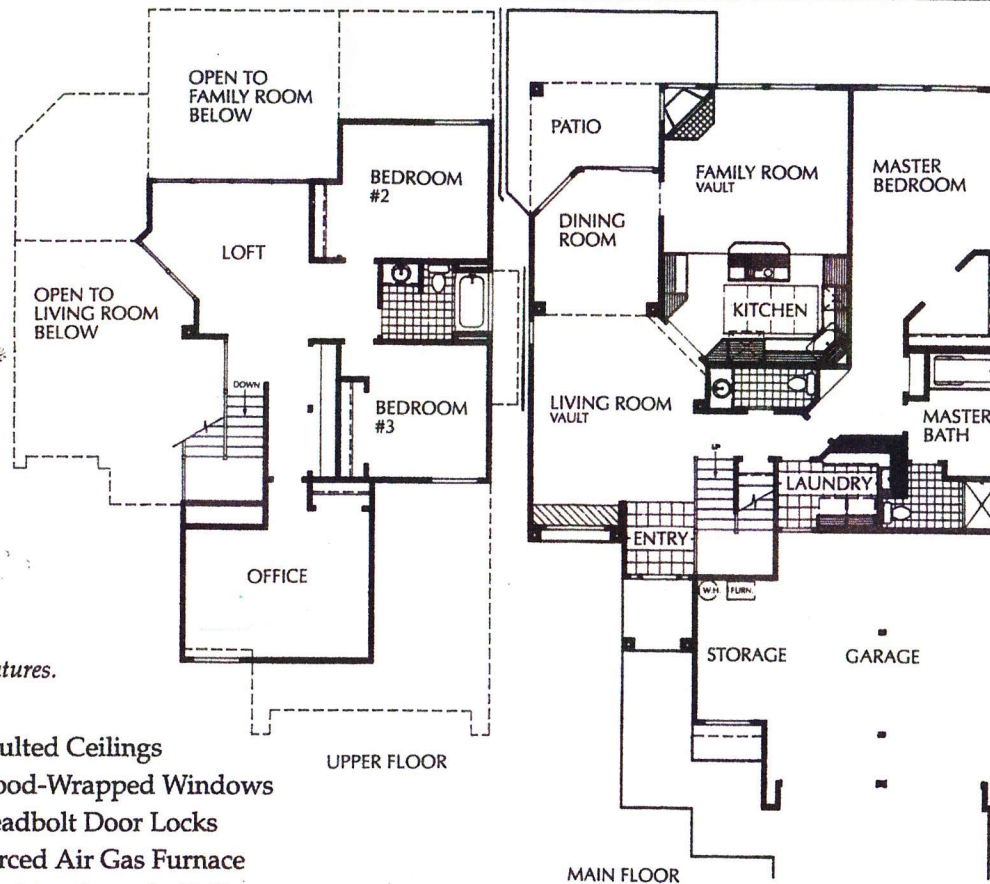 OPEN TO
FAMILY ROOM
BELOW
BEDROOM
#2
LOFT
OPEN TO
LIVING ROOM
BELOW
DOWN
BEDROOM
#3
OFFICE
UPPER FLOOR
PATIO
FAMILY ROOM
VAULT
MASTER
BEDROOM
DINING
ROOM
KITCHEN
LIVING ROOM
VAULT
MASTER
BATH
UP
LAUNDRY
ENTRY
W.H.
FURN.
STORAGE
GARAGE
MAIN FLOOR
tures.
ulted Ceilings
ood-Wrapped Windows
eadbolt Door Locks
rced Air Gas Furnace